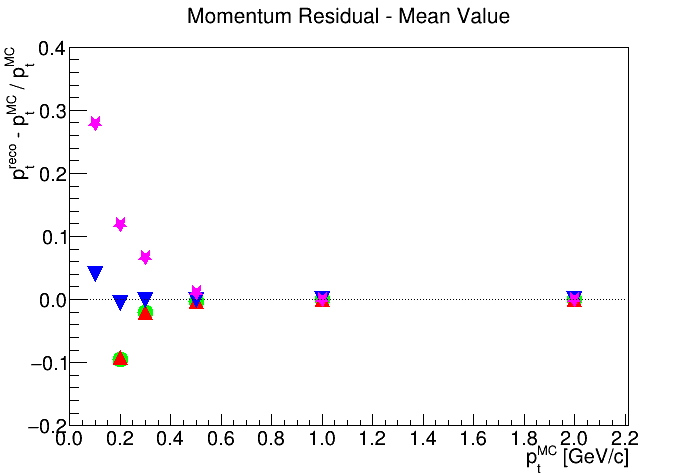 Momentum Residual - Mean Value
p_t^reco - p_t^MC / p_t^MC
0.4
0.3
0.2
0.1
0.0
−0.1
−0.2
0.0 0.2 0.4 0.6 0.8 1.0 1.2 1.4 1.6 1.8 2.0 2.2
p_t^MC [GeV/c]